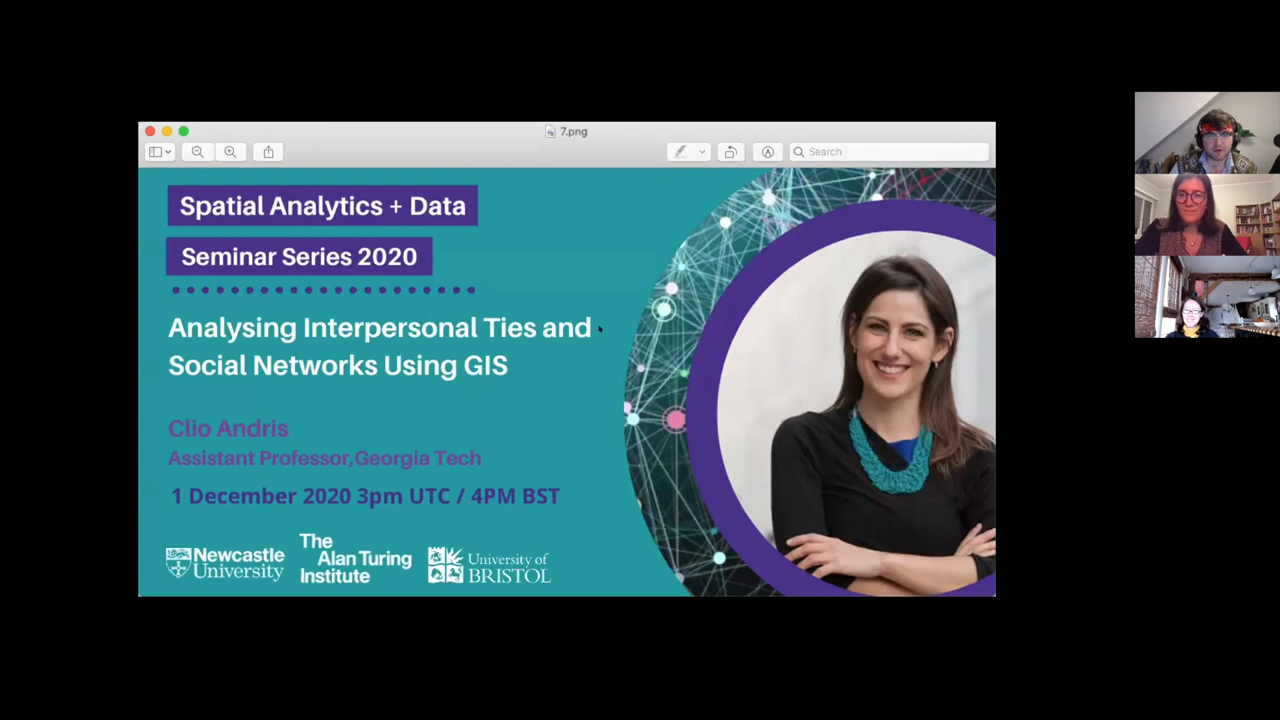 7.png
Search
Spatial Analytics + Data
Seminar Series 2020
Analysing Interpersonal Ties and
Social Networks Using GIS
Clio Andris
Assistant Professor,Georgia Tech
1 December 2020 3pm UTC / 4PM BST
Newcastle
University
The
Alan Turing
Institute
University of
BRISTOL